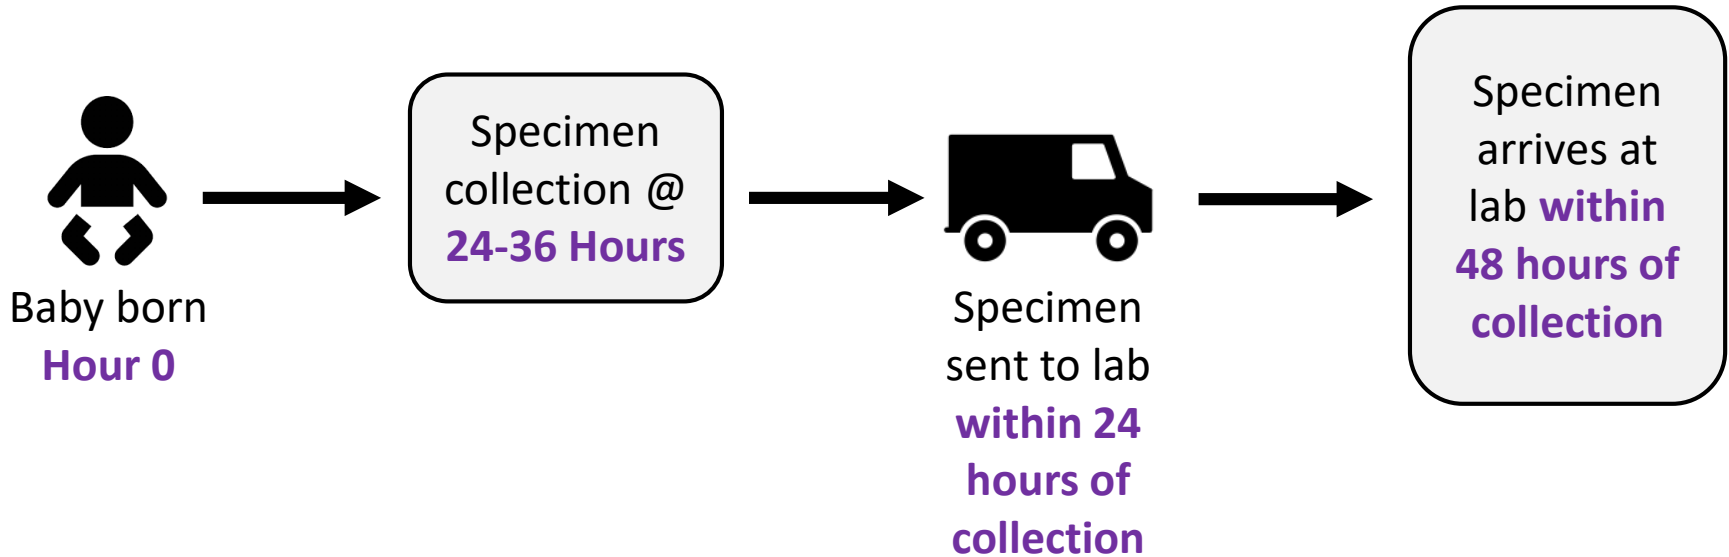 Baby born
Hour 0
Specimen
collection @
24-36 Hours
Specimen
sent to lab
within 24
hours of
collection
Specimen
arrives at
lab within
48 hours of
collection